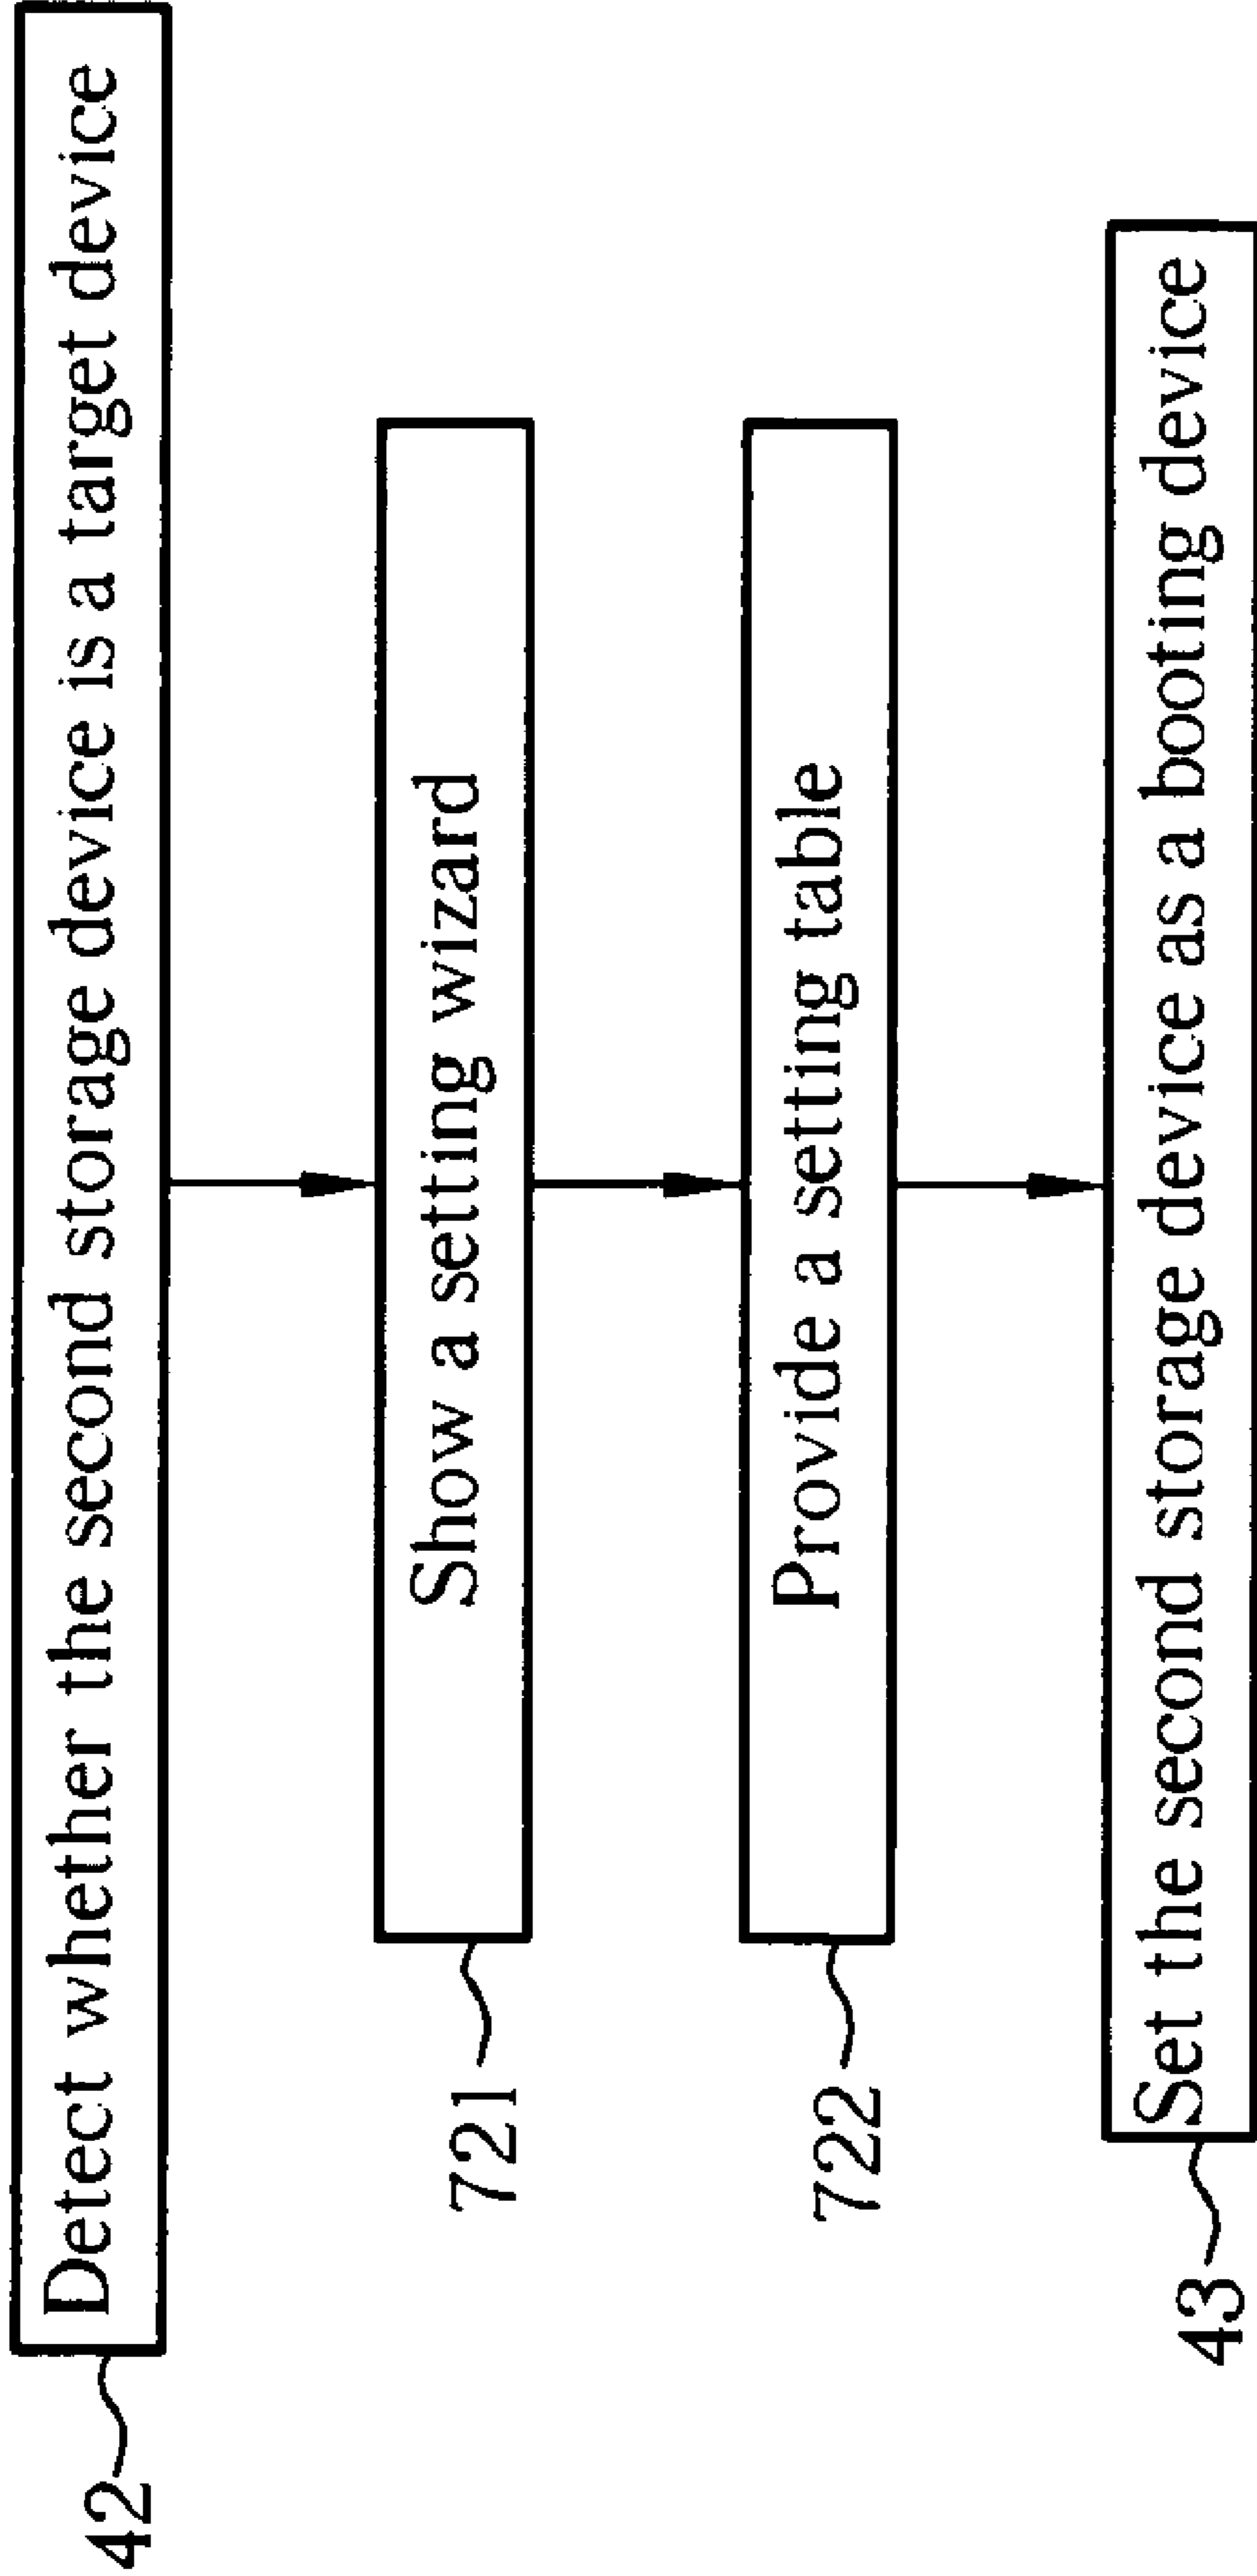 42
Detect whether the second storage device is a target device
721
Show a setting wizard
722
Provide a setting table
43
Set the second storage device as a booting device